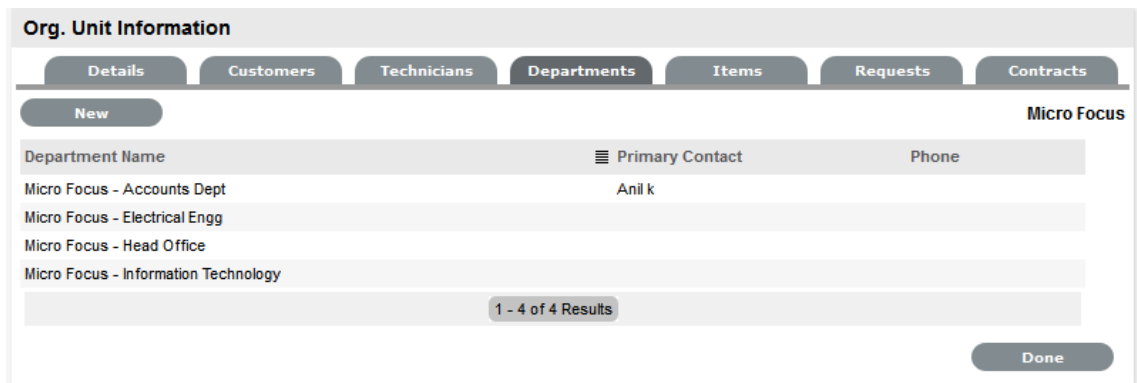 Org. Unit Information
Details Customers Technicians Departments Items Requests Contracts
New Micro Focus
Department Name Primary Contact Phone
Micro Focus - Accounts Dept Anil k
Micro Focus - Electrical Engg
Micro Focus - Head Office
Micro Focus - Information Technology
1 - 4 of 4 Results
Done